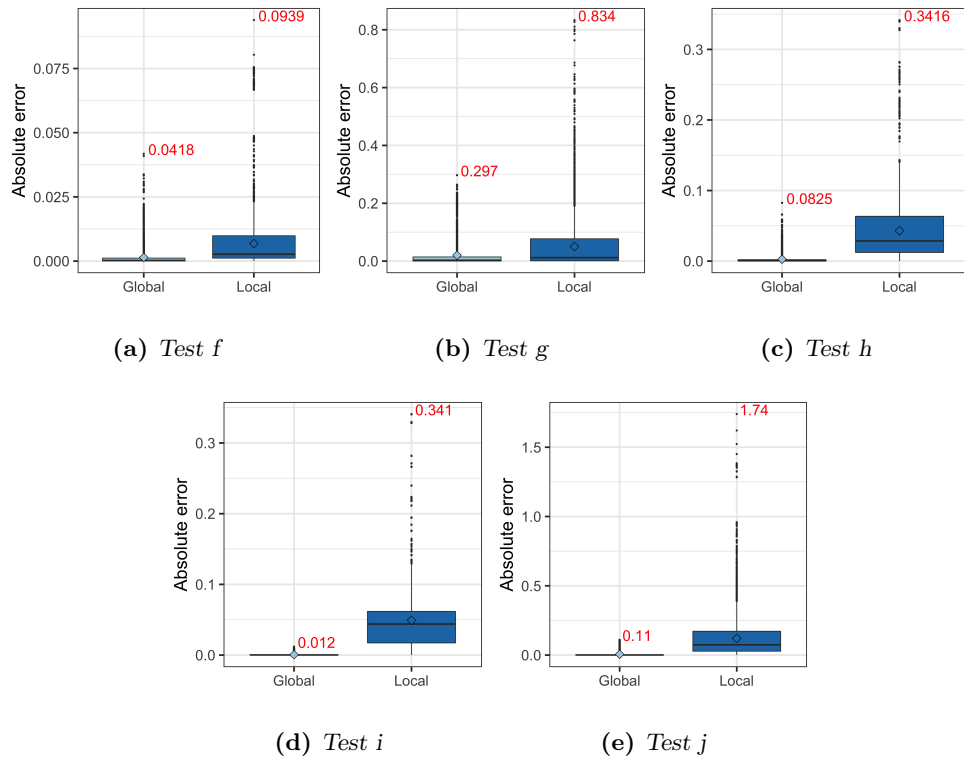 0.0939
0.0418
0.075
0.050
0.025
0.000
Absolute error
Global Local
(a) Test f
0.834
0.297
0.8
0.6
0.4
0.2
0.0
Absolute error
Global Local
(b) Test g
0.3416
0.0825
0.3
0.2
0.1
0.0
Absolute error
Global Local
(c) Test h
0.341
0.012
0.3
0.2
0.1
0.0
Absolute error
Global Local
(d) Test i
1.74
0.11
1.5
1.0
0.5
0.0
Absolute error
Global Local
(e) Test j